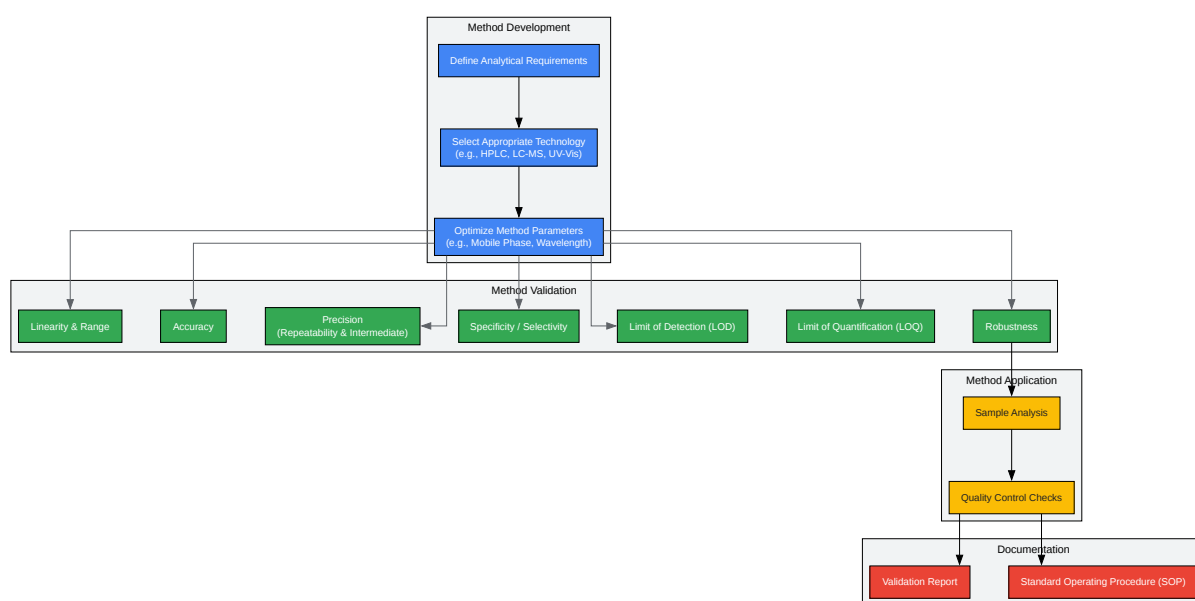 Method Development
Define Analytical Requirements
Select Appropriate Technology
(e.g., HPLC, LC-MS, UV-Vis)
Optimize Method Parameters
(e.g., Mobile Phase, Wavelength)
Method Validation
Linearity & Range
Accuracy
Precision
(Repeatability & Intermediate)
Specificity / Selectivity
Limit of Detection (LOD)
Limit of Quantification (LOQ)
Robustness
Method Application
Sample Analysis
Quality Control Checks
Documentation
Validation Report
Standard Operating Procedure (SOP)